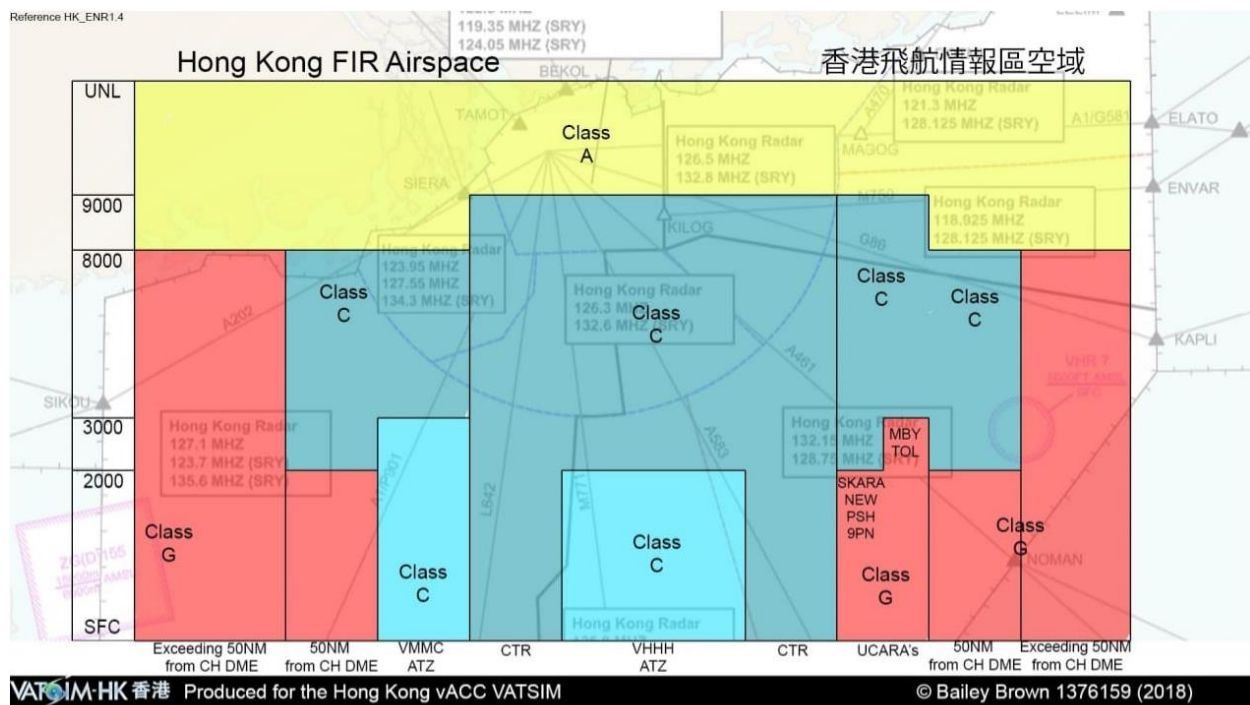 Reference HK_ENR1.4
119.35 MHZ (SRY)
124.05 MHZ (SRY)
Hong Kong FIR Airspace
香港飛航情報區空域
BEKOL
UNL
TAMOT
Class
A
Hong Kong Radar
121.3 MHZ
128.125 MHZ (SRY)
A470
A1/G581
ELATO
Hong Kong Radar
126.5 MHZ
132.8 MHZ (SRY)
MAGOG
SIERA
ENVAR
9000
M750
Hong Kong Radar
118.925 MHZ
128.125 MHZ (SRY)
KILOG
G86
8000
Hong Kong Radar
123.95 MHZ
127.55 MHZ
134.3 MHZ (SRY)
Class
C
Hong Kong Radar
126.3 MHZ
132.6 MHZ (SRY)
Class
C
Class
C
Class
C
A202
KAPLI
A461
SIKOU
3000
Hong Kong Radar
127.1 MHZ
123.7 MHZ (SRY)
135.6 MHZ (SRY)
A583
Hong Kong Radar
132.15 MHZ
128.75 MHZ (SRY)
MBY
TOL
2000
A1/P901
L642
M771
SKARA
NEW
PSH
9PN
Class
G
Class
C
Class
C
Class
G
Class
G
NOMAN
ZG(D)155
SFC
Hong Kong Radar
Exceeding 50NM
from CH DME
50NM
from CH DME
VMMC
ATZ
CTR
VHHH
ATZ
CTR
UCARA's
50NM
from CH DME
Exceeding 50NM
from CH DME
VATSIM-HK 香港 Produced for the Hong Kong vACC VATSIM
© Bailey Brown 1376159 (2018)